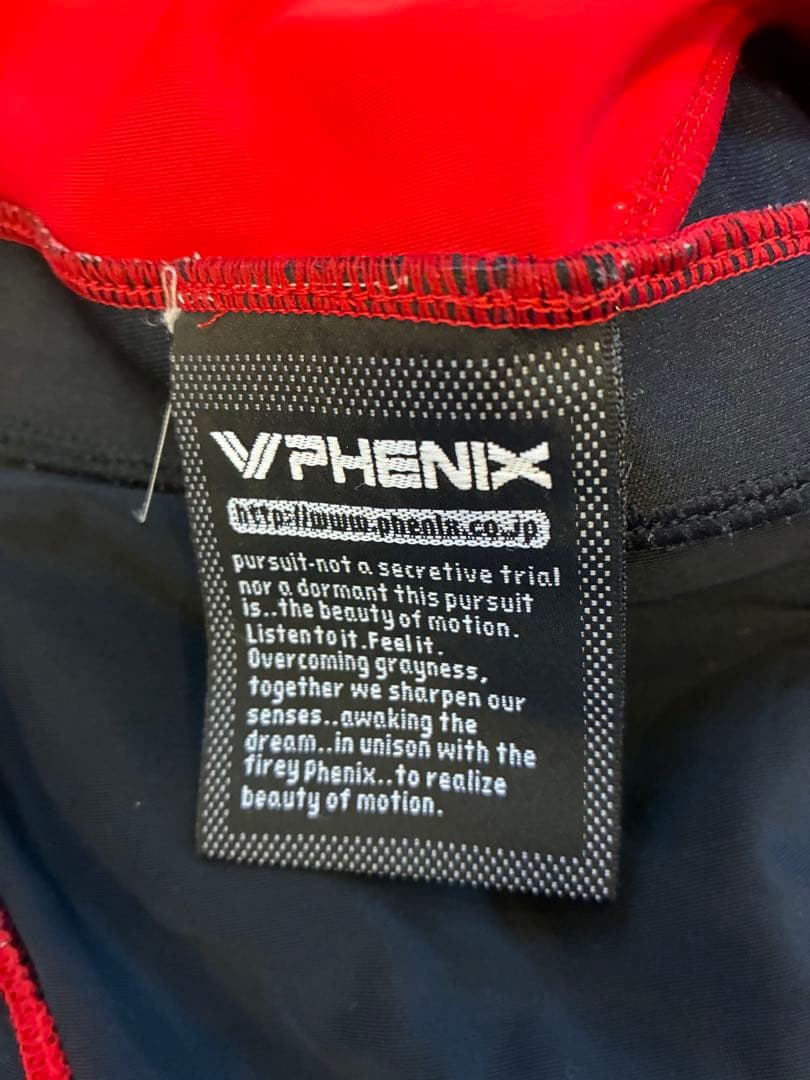 PHENIX
http://www.phenix.co.jp
pursuit-not a secretive trial
nor a dormant this pursuit
is..the beauty of motion.
Listen to it.Feel it.
Overcoming grayness,
together we sharpen our
senses..awaking the
dream..in unison with the
firey Phenix..to realize
beauty of motion.